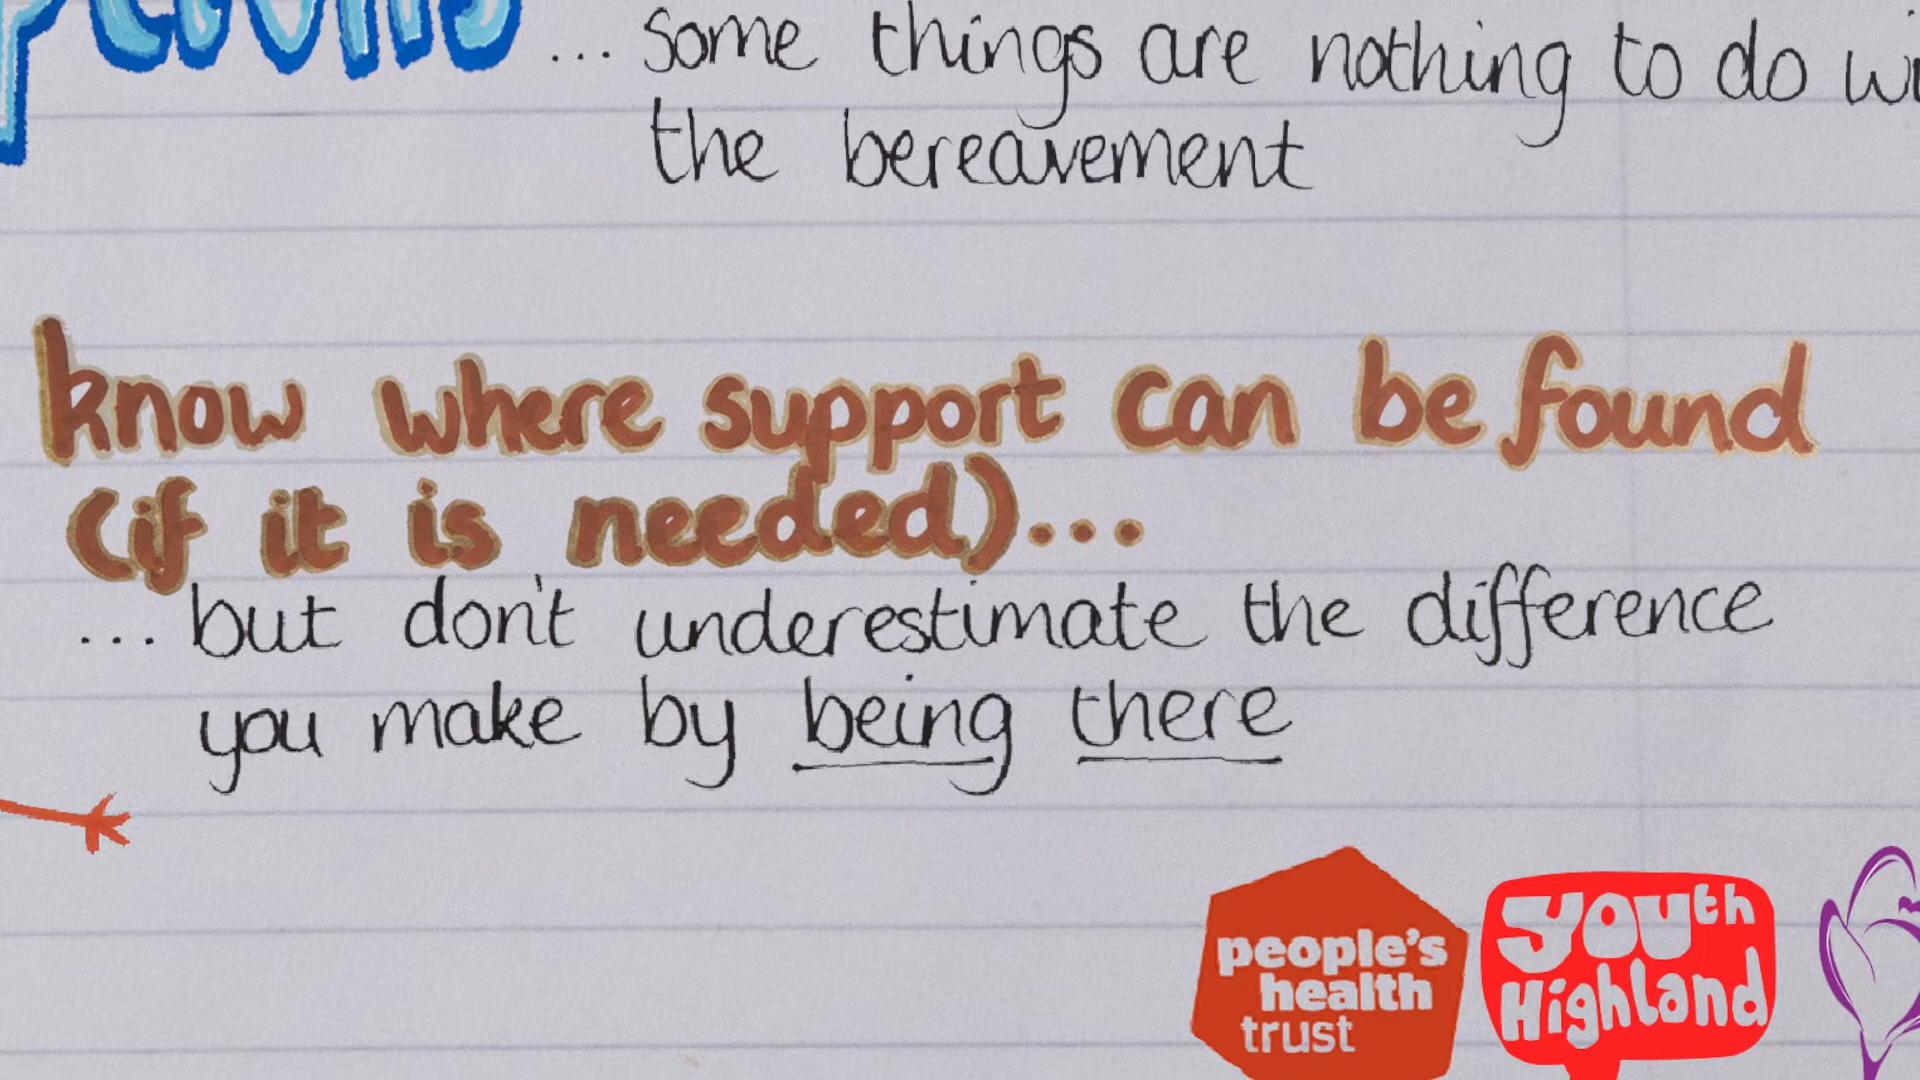 ... some things are nothing to do
the bereavement
know where support can be found
(if it is needed)...
... but don't underestimate the difference
you make by being there
people's
health
trust
youth
Highland